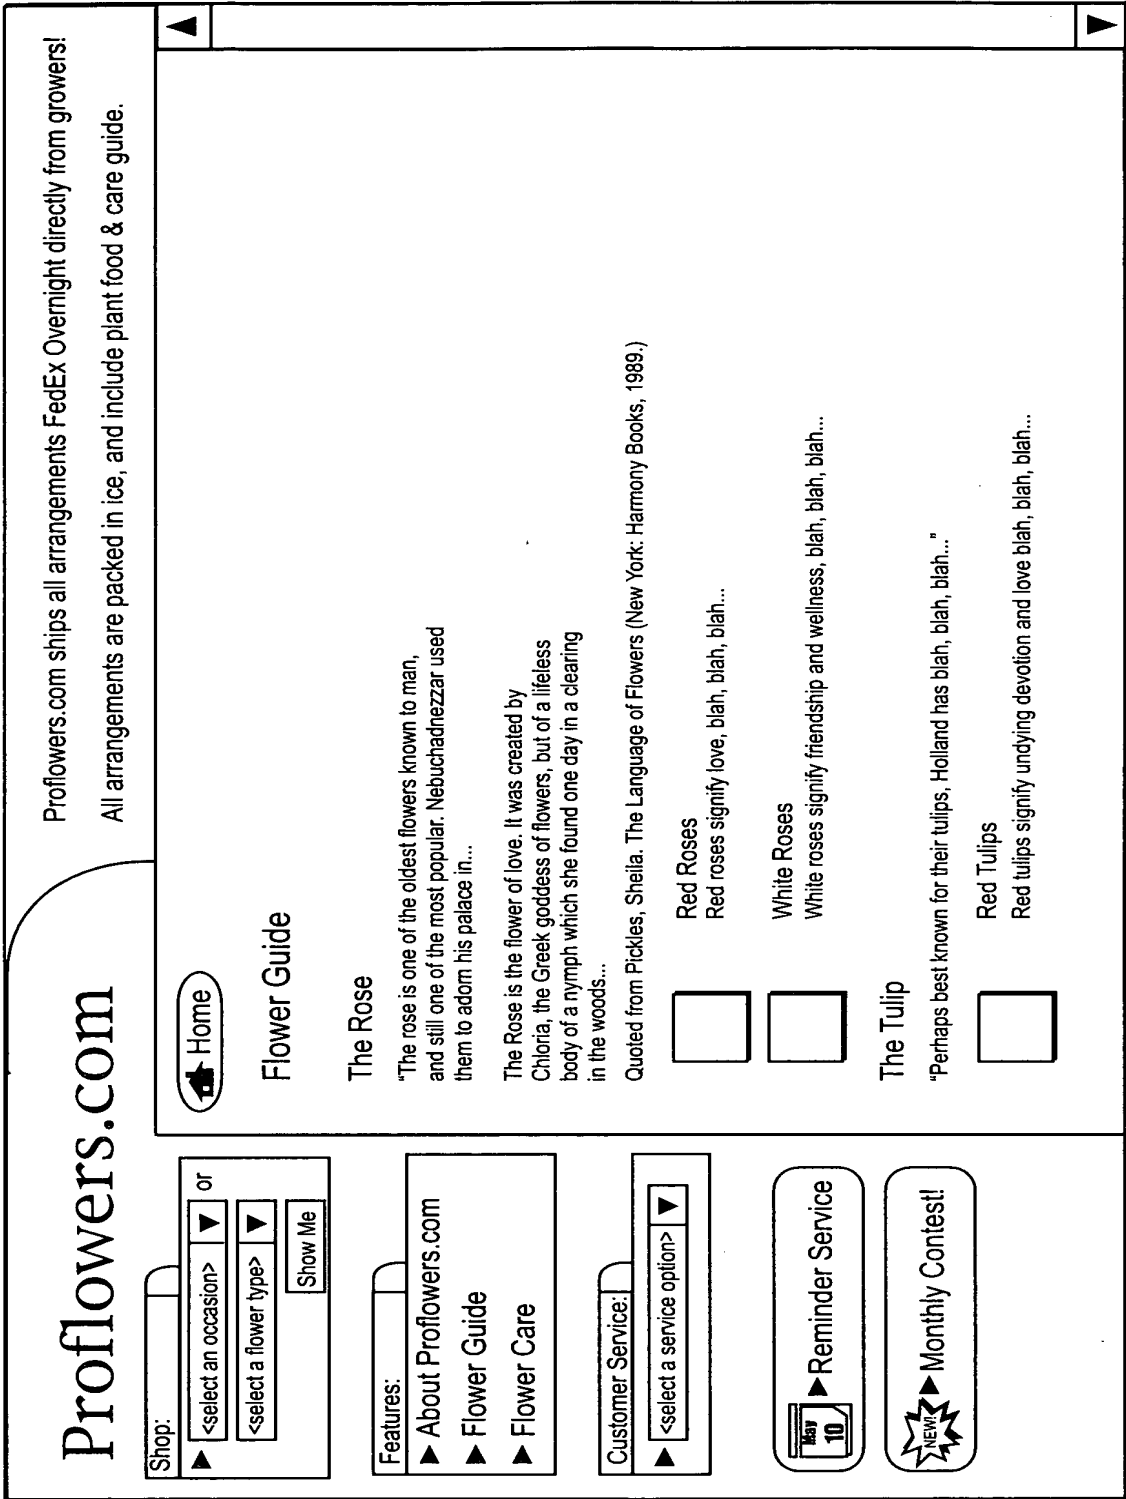 Proflowers.com
Proflowers.com ships all arrangements FedEx Overnight directly from growers!
All arrangements are packed in ice, and include plant food & care guide.
Shop:
<select an occasion> or
<select a flower type>
Show Me
Features:
About Proflowers.com
Flower Guide
Flower Care
Customer Service:
<select a service option>
May
10
Reminder Service
NEW!
Monthly Contest!
Home
Flower Guide
The Rose
"The rose is one of the oldest flowers known to man,
and still one of the most popular. Nebuchadnezzar used
them to adorn his palace in...
The Rose is the flower of love. It was created by
Chloria, the Greek goddess of flowers, but of a lifeless
body of a nymph which she found one day in a clearing
in the woods...
Quoted from Pickles, Sheila. The Language of Flowers (New York: Harmony Books, 1989.)
Red Roses
Red roses signify love, blah, blah, blah...
White Roses
White roses signify friendship and wellness, blah, blah, blah...
The Tulip
"Perhaps best known for their tulips, Holland has blah, blah, blah..."
Red Tulips
Red tulips signify undying devotion and love blah, blah, blah...